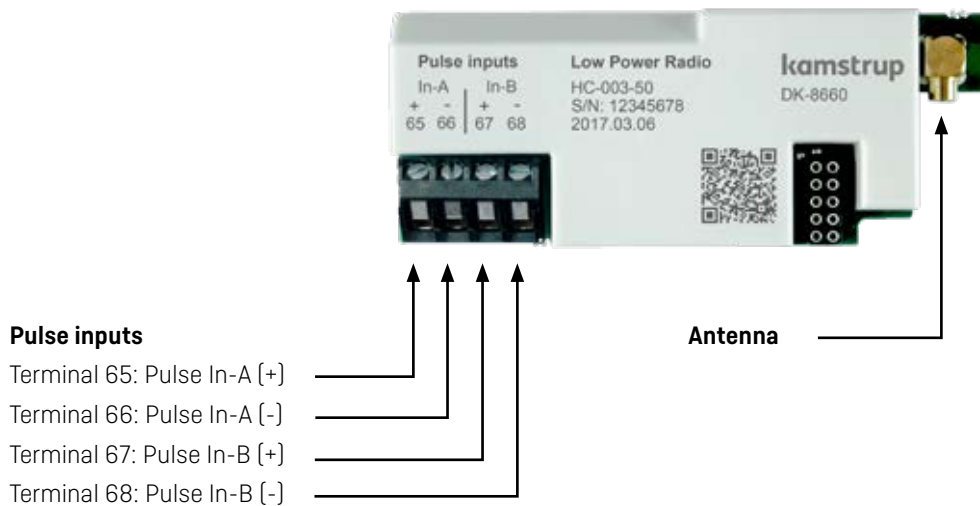 Pulse inputs
In-A In-B
+ - + -
65 66 67 68
Low Power Radio
HC-003-50
S/N: 12345678
2017.03.06
kamstrup
DK-8660
Pulse inputs
Terminal 65: Pulse In-A (+)
Terminal 66: Pulse In-A (-)
Terminal 67: Pulse In-B (+)
Terminal 68: Pulse In-B (-)
Antenna